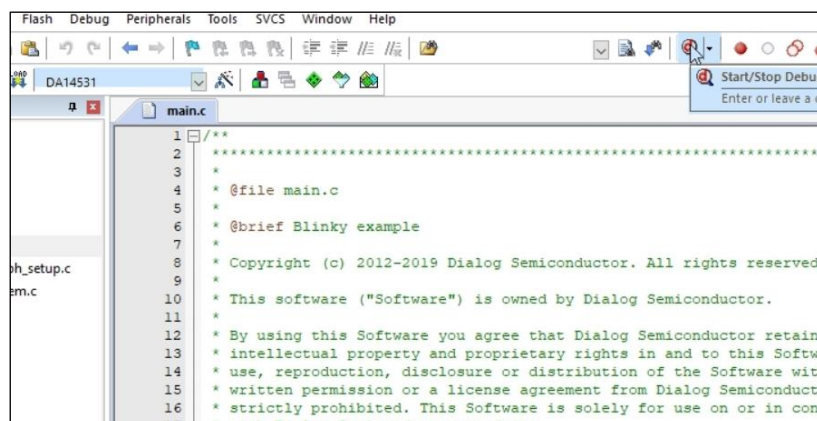 Flash Debug Peripherals Tools SVCS Window Help
DA14531
Start/Stop Debu
Enter or leave a
main.c
1 /**
2 ******************************************************************
3 *
4 * @file main.c
5 *
6 * @brief Blinky example
7 *
8 * Copyright (c) 2012-2019 Dialog Semiconductor. All rights reserved
9 *
10 * This software ("Software") is owned by Dialog Semiconductor.
11 *
12 * By using this Software you agree that Dialog Semiconductor retain
13 * intellectual property and proprietary rights in and to this Softw
14 * use, reproduction, disclosure or distribution of the Software wit
15 * written permission or a license agreement from Dialog Semiconduct
16 * strictly prohibited. This Software is solely for use on or in con
ph_setup.c
em.c